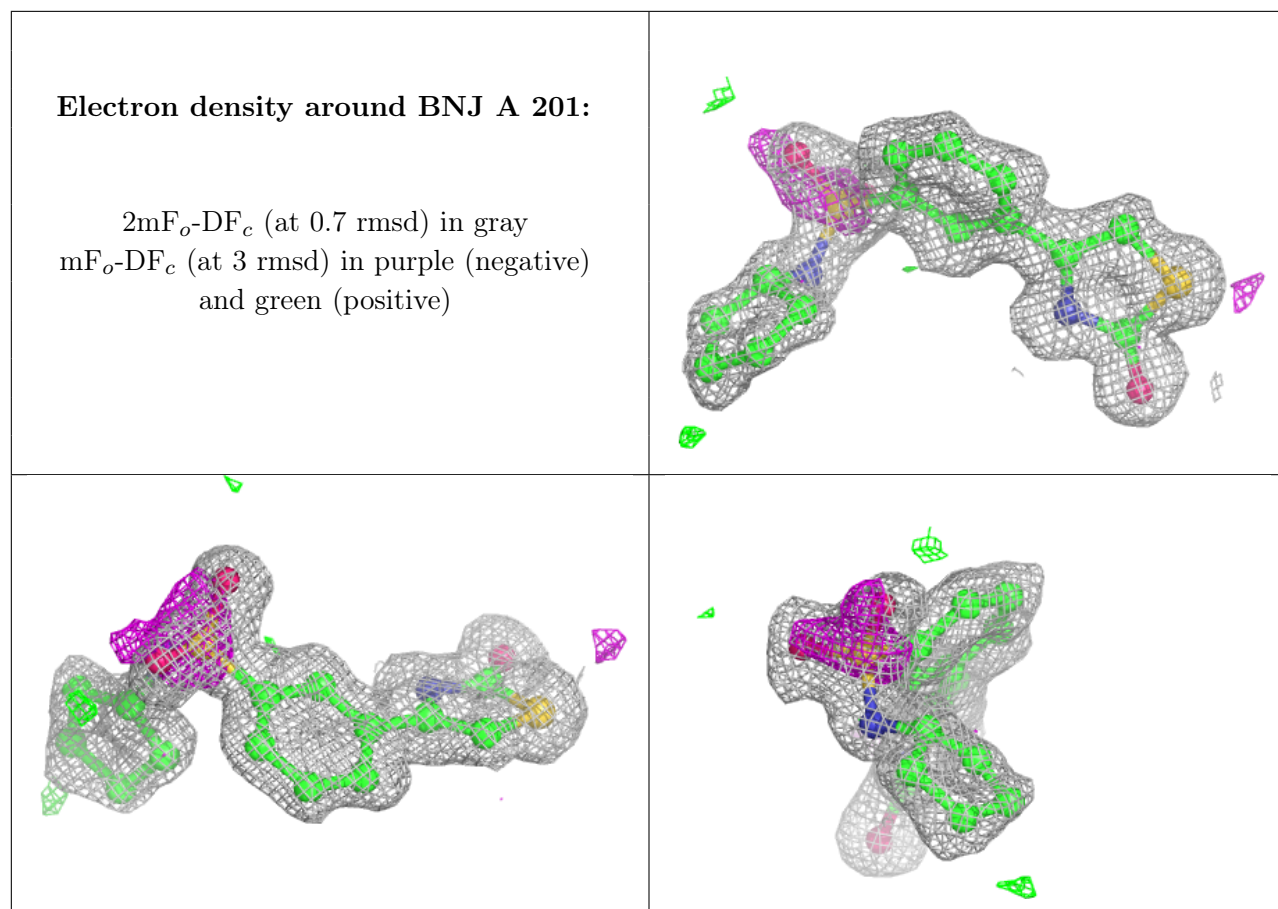 Electron density around BNJ A 201:
2mFo-DFc (at 0.7 rmsd) in gray
mFo-DFc (at 3 rmsd) in purple (negative)
and green (positive)